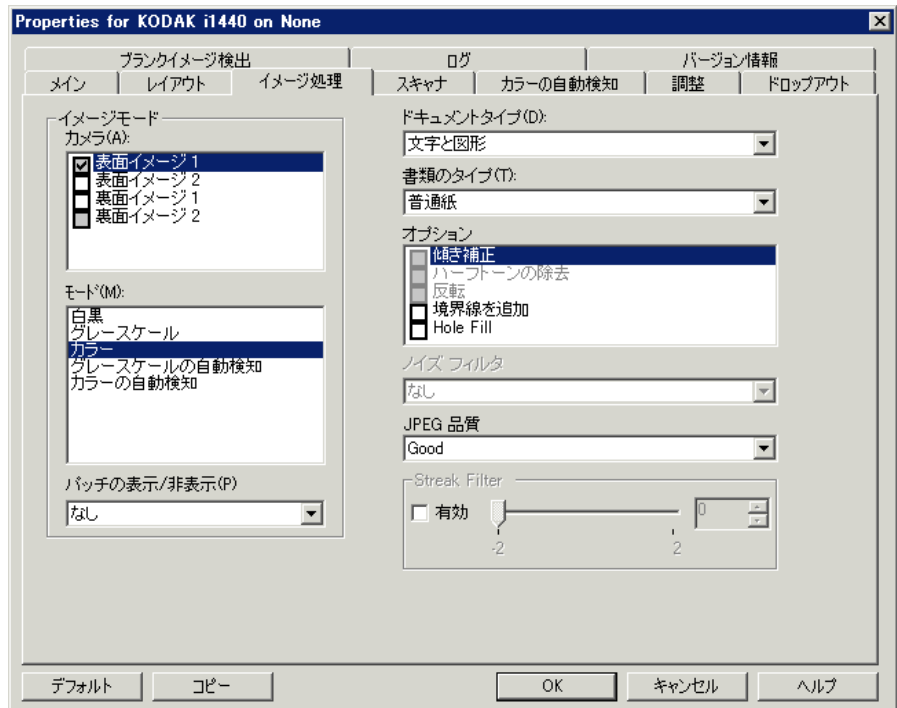 Properties for KODAK i1440 on None
ブランクイメージ検出
ログ
バージョン情報
メイン
レイアウト
イメージ処理
スキャナ
カラーの自動検知
調整
ドロップアウト
イメージモード
カメラ(A):
表面イメージ 1
表面イメージ 2
裏面イメージ 1
裏面イメージ 2
モード(M):
白黒
グレースケール
カラー
グレースケールの自動検知
カラーの自動検知
パッチの表示/非表示(P)
なし
ドキュメントタイプ(D):
文字と図形
書類のタイプ(T):
普通紙
オプション
傾き補正
ハーフトーンの除去
反転
境界線を追加
Hole Fill
ノイズ フィルタ
なし
JPEG 品質
Good
Streak Filter
有効
0
-2
2
デフォルト
コピー
OK
キャンセル
ヘルプ